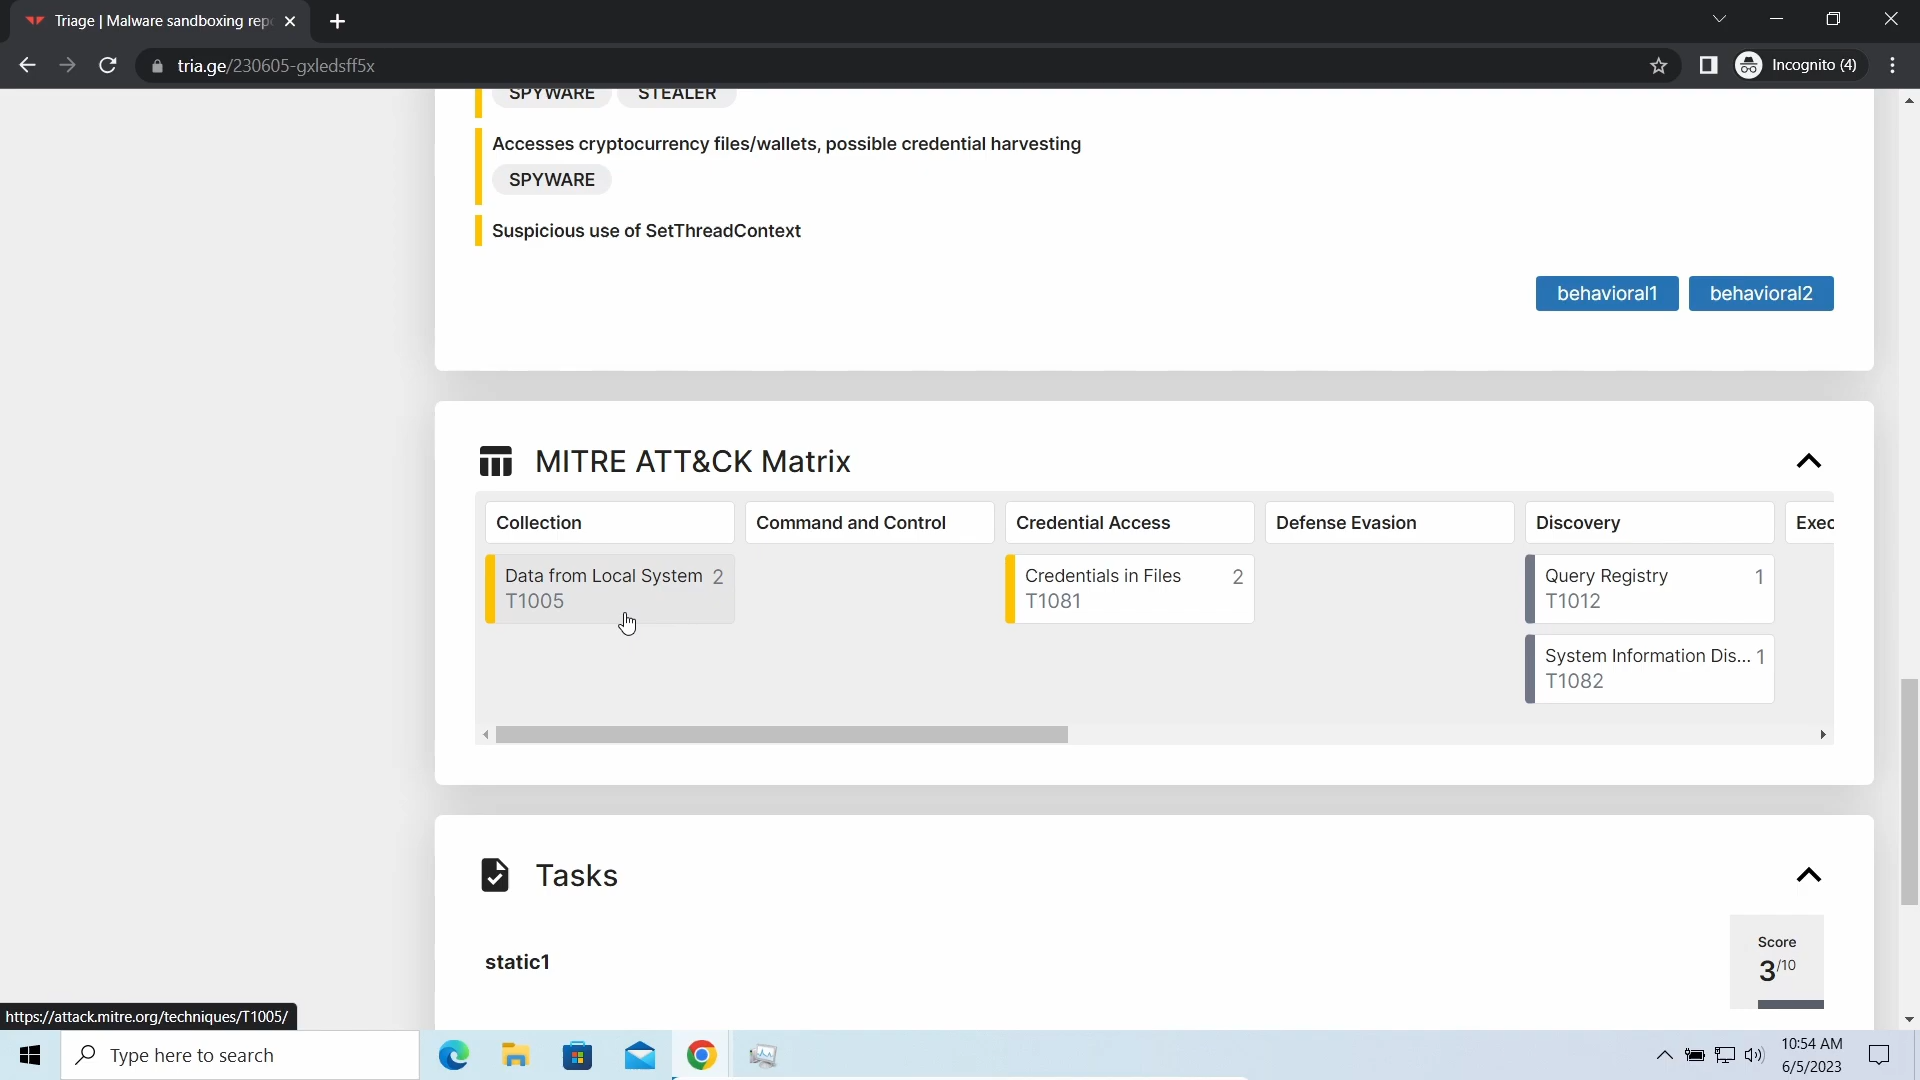 Triage | Malware sandboxing rep
tria.ge/230605-gxledsff5x
Incognito (4)
SPYWARE STEALER
Accesses cryptocurrency files/wallets, possible credential harvesting
SPYWARE
Suspicious use of SetThreadContext
behavioral1 behavioral2
MITRE ATT&CK Matrix
Collection Command and Control Credential Access Defense Evasion Discovery Exec
Data from Local System 2 Credentials in Files 2 Query Registry 1
T1005 T1081 T1012
System Information Dis... 1
T1082
Tasks
Score
static1
3/10
https://attack.mitre.org/techniques/T1005/
Type here to search
10:54 AM
6/5/2023